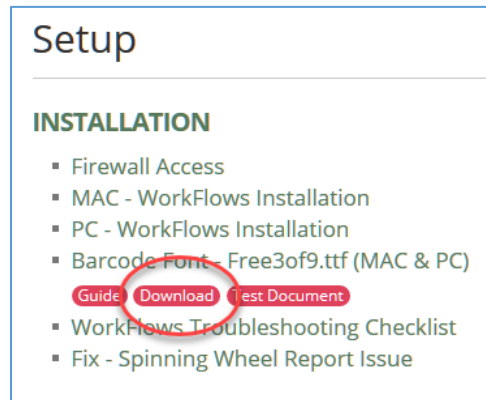 Setup
INSTALLATION
▪ Firewall Access
▪ MAC - WorkFlows Installation
▪ PC - WorkFlows Installation
▪ Barcode Font - Free3of9.ttf (MAC & PC)
Guide Download Test Document
▪ WorkFlows Troubleshooting Checklist
▪ Fix - Spinning Wheel Report Issue